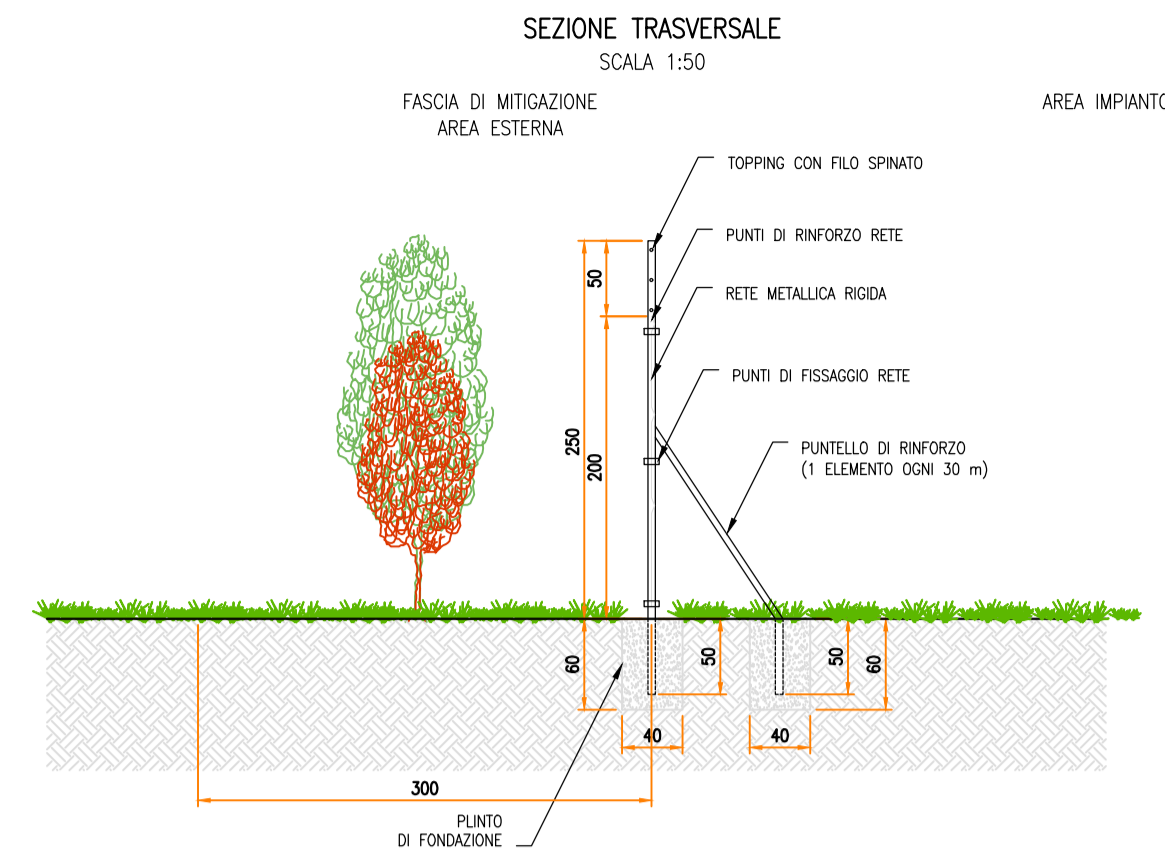 SEZIONE TRASVERSALE
SCALA 1:50
FASCIA DI MITIGAZIONE
AREA ESTERNA
AREA IMPIANTO
TOPPING CON FILO SPINATO
PUNTI DI RINFORZO RETE
50
RETE METALLICA RIGIDA
PUNTI DI FISSAGGIO RETE
250
200
PUNTELLO DI RINFORZO
(1 ELEMENTO OGNI 30 m)
60
50
50
60
40
40
300
PLINTO
DI FONDAZIONE